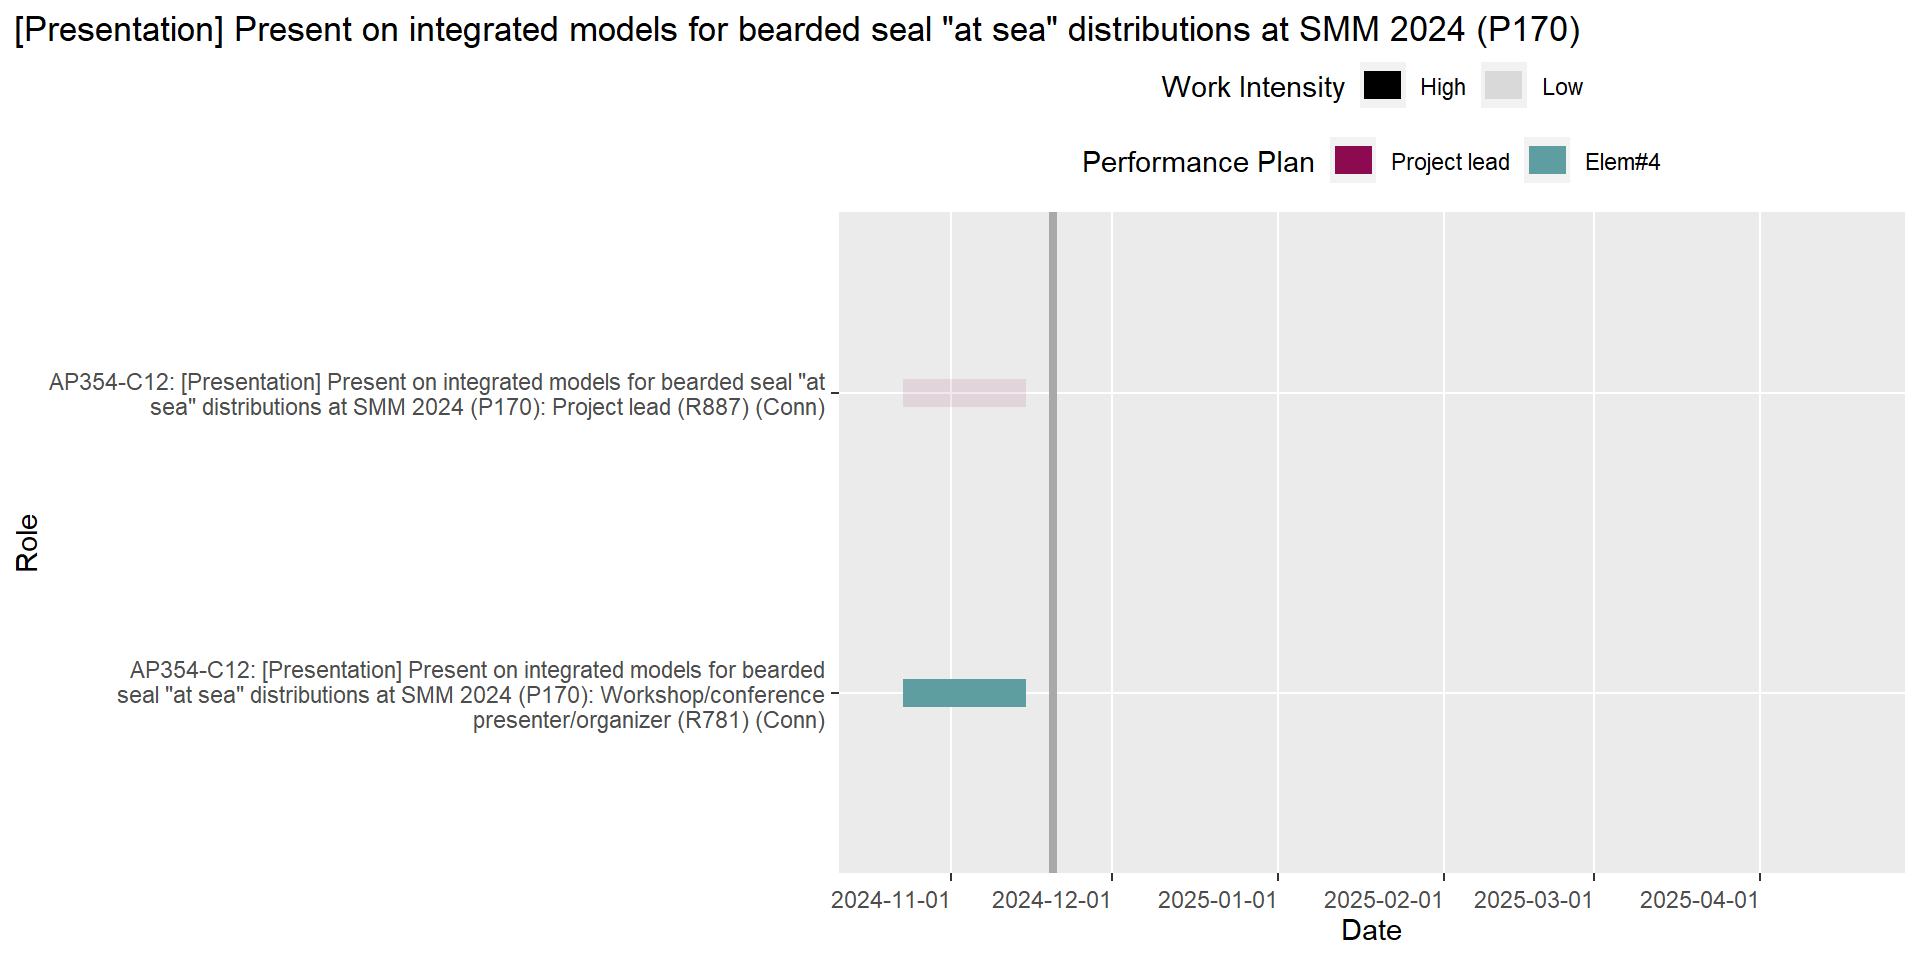 [Presentation] Present on integrated models for bearded seal "at sea" distributions at SMM 2024 (P170)
Work Intensity High Low
Performance Plan Project lead Elem#4
AP354-C12: [Presentation] Present on integrated models for bearded seal "at
sea" distributions at SMM 2024 (P170): Project lead (R887) (Conn)
Role
AP354-C12: [Presentation] Present on integrated models for bearded
seal "at sea" distributions at SMM 2024 (P170): Workshop/conference
presenter/organizer (R781) (Conn)
2024-11-01 2024-12-01 2025-01-01 2025-02-01 2025-03-01 2025-04-01
Date